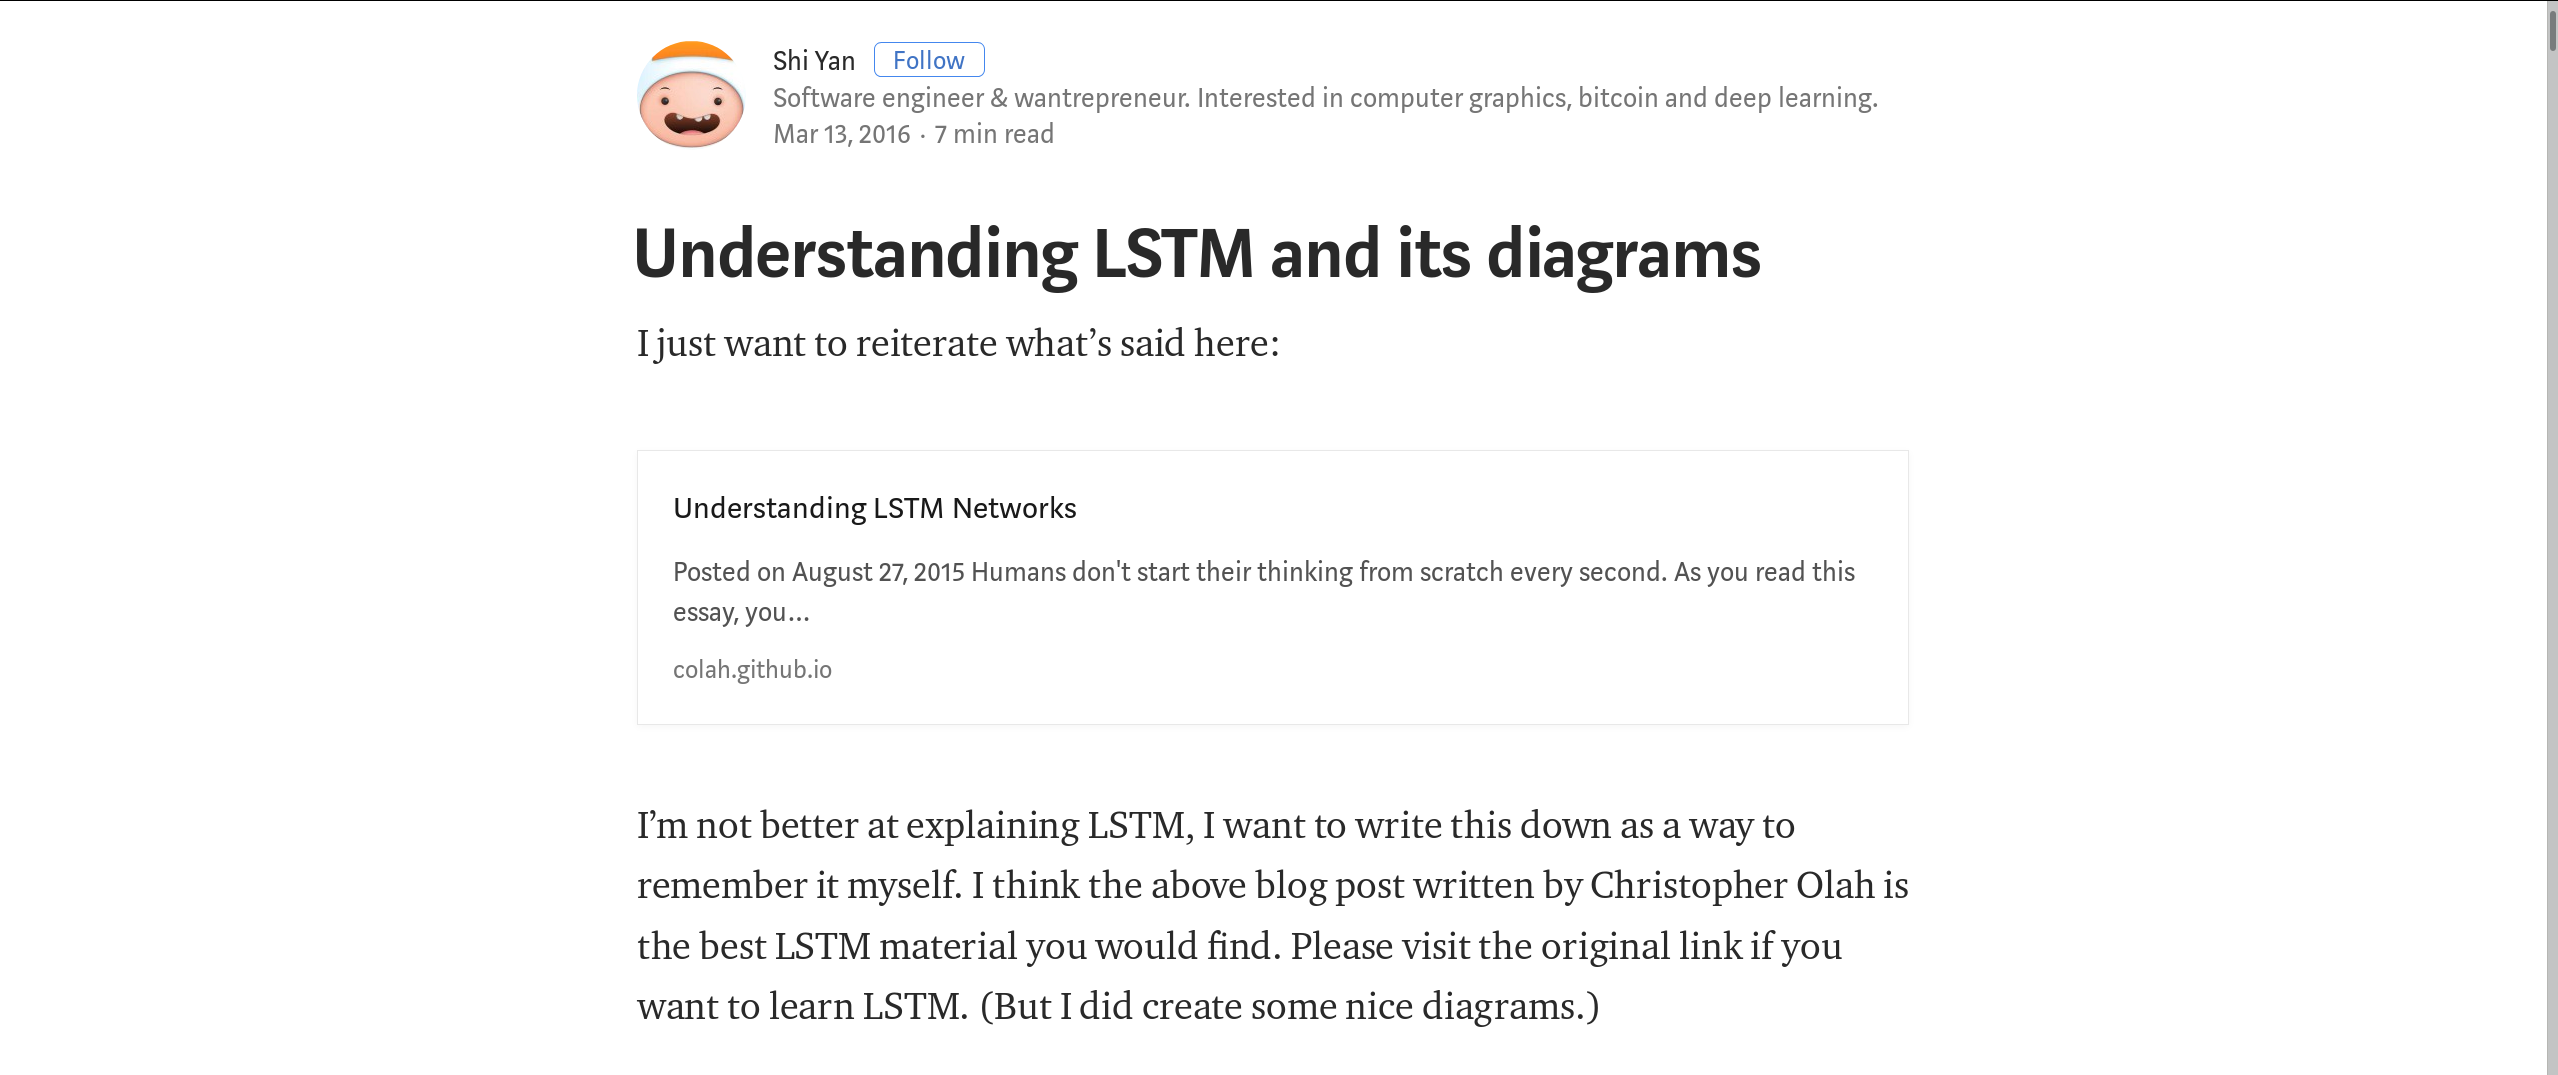 Shi Yan Follow
Software engineer & wantrepreneur. Interested in computer graphics, bitcoin and deep learning.
Mar 13, 2016 · 7 min read
Understanding LSTM and its diagrams
I just want to reiterate what’s said here:
Understanding LSTM Networks
Posted on August 27, 2015 Humans don't start their thinking from scratch every second. As you read this
essay, you…
colah.github.io
I’m not better at explaining LSTM, I want to write this down as a way to
remember it myself. I think the above blog post written by Christopher Olah is
the best LSTM material you would find. Please visit the original link if you
want to learn LSTM. (But I did create some nice diagrams.)